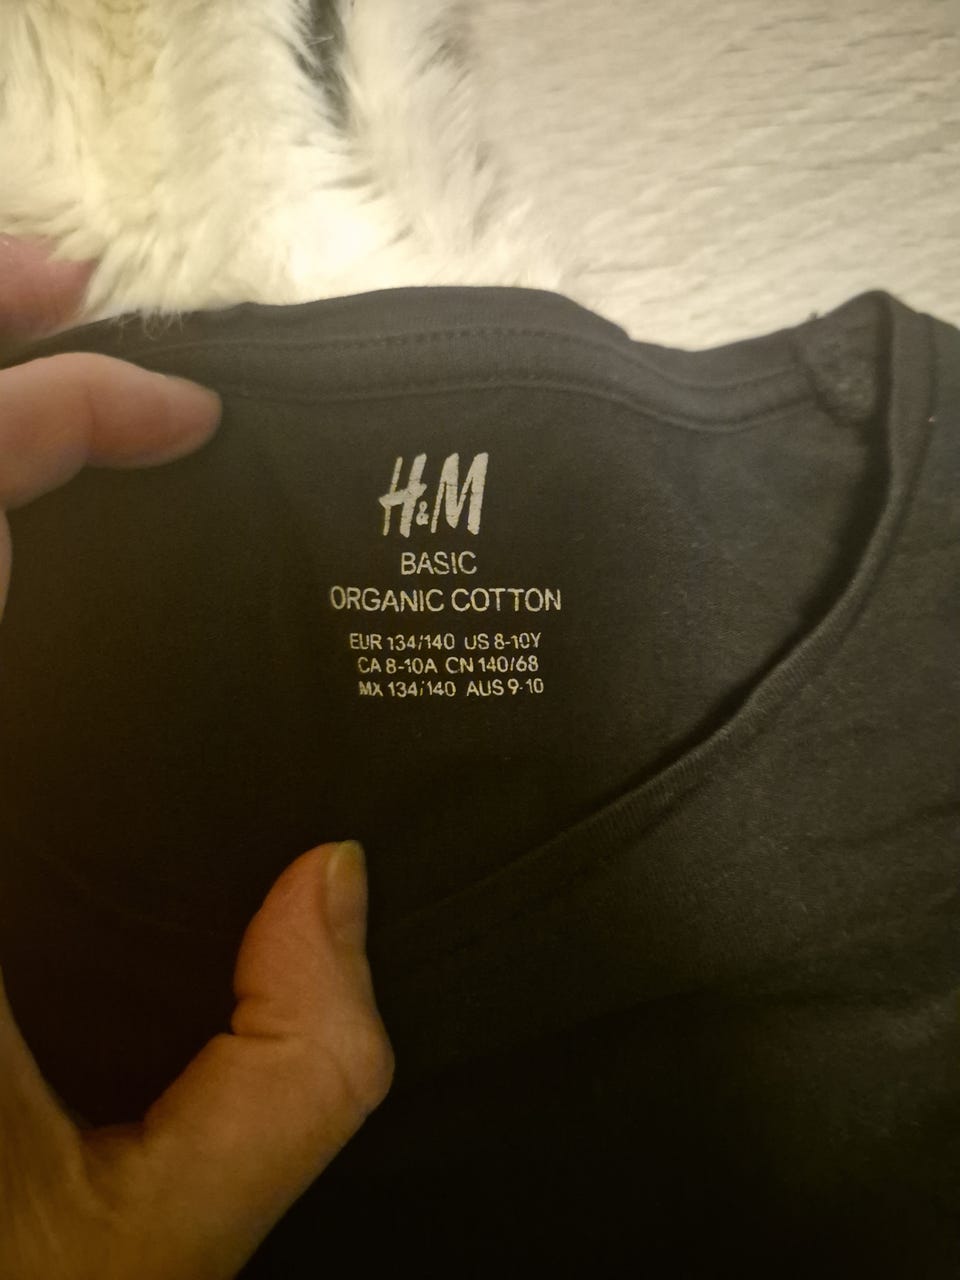 H&M
BASIC
ORGANIC COTTON
EUR 134/140 US 8-10Y
CA 8-10A CN 140/68
MX 134/140 AUS 9-10